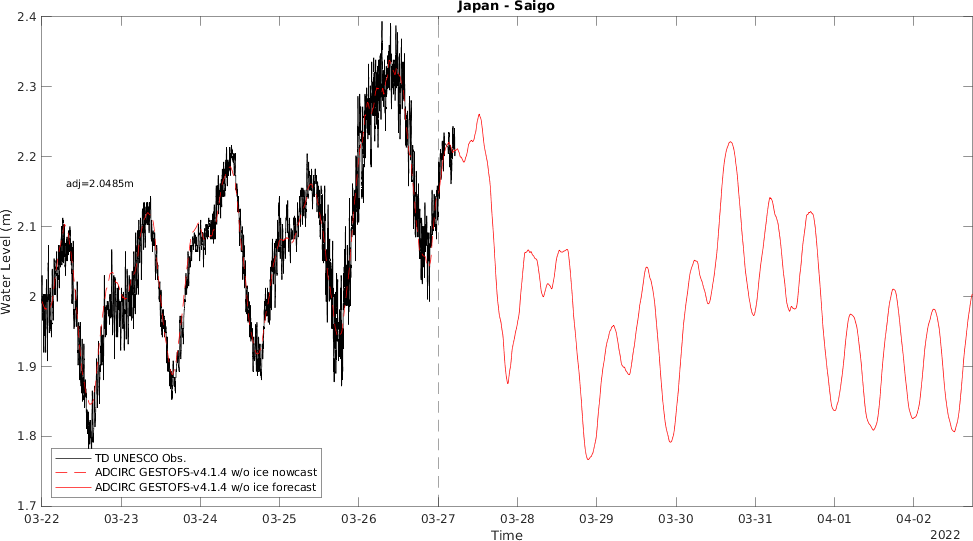 Japan - Saigo
2.4
2.3
2.2
2.1
2
1.9
1.8
1.7
Water Level (m)
adj=2.0485m
TD UNESCO Obs.
ADCIRC GESTOFS-v4.1.4 w/o ice nowcast
ADCIRC GESTOFS-v4.1.4 w/o ice forecast
03-22 03-23 03-24 03-25 03-26 03-27 03-28 03-29 03-30 03-31 04-01 04-02
Time
2022